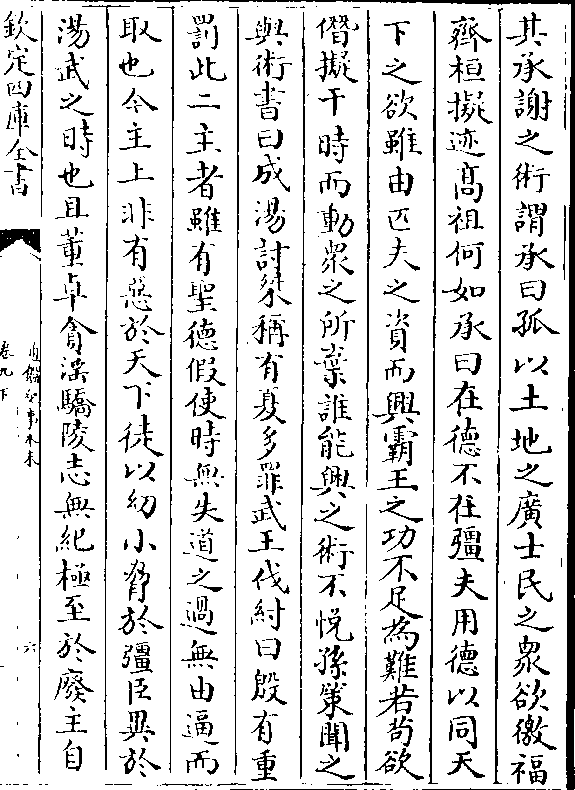 其承謝之術謂承曰孤以土地之廣士民之衆欲徼福
齊桓擬迹髙祖何如承曰在德不在彊夫用德以同天
下之欲雖由匹夫之資而興霸王之功不足為難若苟欲
僭擬干時而動衆之所棄誰能興之術不悦孫策聞之
與術書曰成湯討桀稱有夏多罪武王伐紂曰殷有重
罰此二主者雖有聖德假使時無失道之過無由逼而
取也今主上非有惡於天下徒以幼小脅於彊臣異於
湯武之時也且董卓貪淫驕陵志無紀極至於廢主自
欽定四庫全書
通鑑紀事本末
卷九下
六